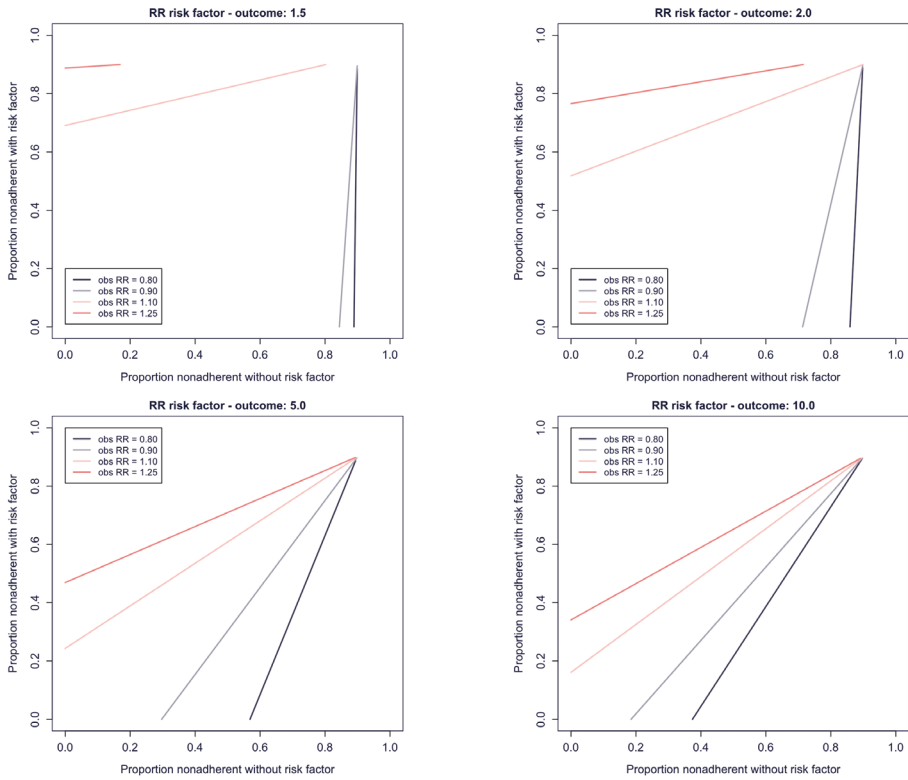 RR risk factor - outcome: 1.5
Proportion nonadherent with risk factor
1.0
0.8
0.6
0.4
0.2
0.0
obs RR = 0.80
obs RR = 0.90
obs RR = 1.10
obs RR = 1.25
0.0 0.2 0.4 0.6 0.8 1.0
Proportion nonadherent without risk factor
RR risk factor - outcome: 2.0
Proportion nonadherent with risk factor
1.0
0.8
0.6
0.4
0.2
0.0
obs RR = 0.80
obs RR = 0.90
obs RR = 1.10
obs RR = 1.25
0.0 0.2 0.4 0.6 0.8 1.0
Proportion nonadherent without risk factor
RR risk factor - outcome: 5.0
Proportion nonadherent with risk factor
1.0
0.8
0.6
0.4
0.2
0.0
obs RR = 0.80
obs RR = 0.90
obs RR = 1.10
obs RR = 1.25
0.0 0.2 0.4 0.6 0.8 1.0
Proportion nonadherent without risk factor
RR risk factor - outcome: 10.0
Proportion nonadherent with risk factor
1.0
0.8
0.6
0.4
0.2
0.0
obs RR = 0.80
obs RR = 0.90
obs RR = 1.10
obs RR = 1.25
0.0 0.2 0.4 0.6 0.8 1.0
Proportion nonadherent without risk factor